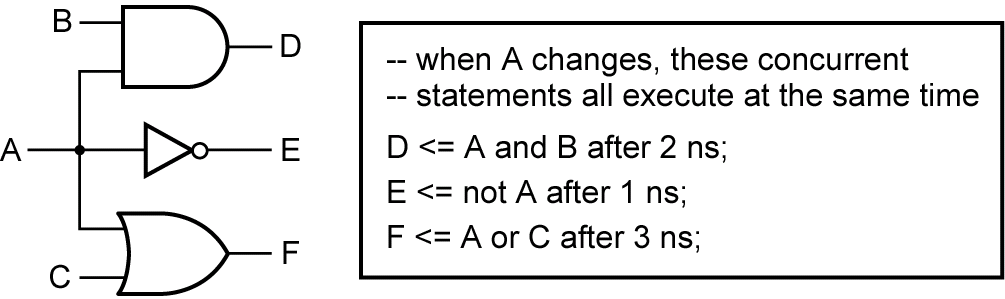 B
D
A
E
C
F
-- when A changes, these concurrent
-- statements all execute at the same time
D <= A and B after 2 ns;
E <= not A after 1 ns;
F <= A or C after 3 ns;